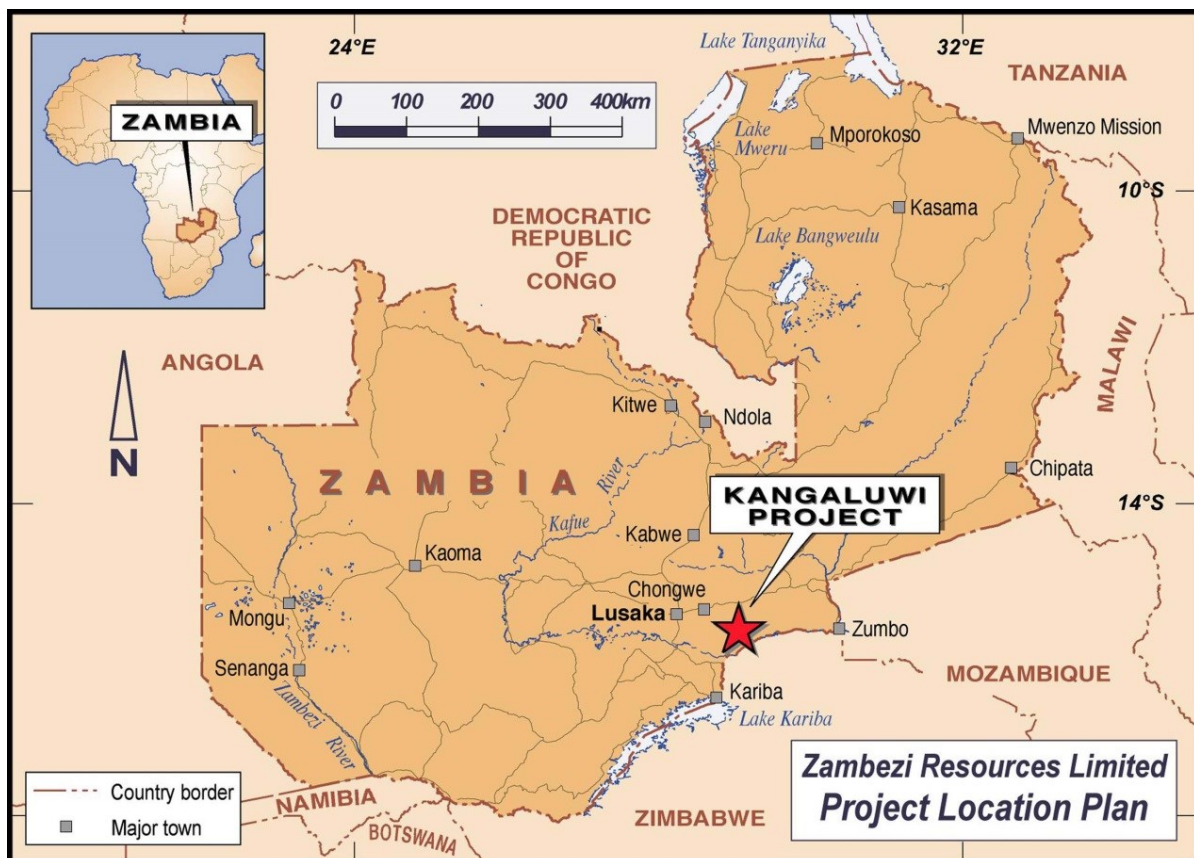 24°E
32°E
Lake Tanganyika
TANZANIA
ZAMBIA
0 100 200 300 400km
Lake
Mweru
Mporokoso
Mwenzo Mission
10°S
DEMOCRATIC
REPUBLIC
OF
CONGO
Kasama
Lake Bangweulu
ANGOLA
MALAWI
N
Kitwe
Ndola
ZAMBIA
Kafue
River
KANGALUWI
PROJECT
Chipata
14°S
Kabwe
Kaoma
Chongwe
Lusaka
Mongu
Zumbo
Senanga
MOZAMBIQUE
Zambezi
River
Kariba
Lake Kariba
Country border
Major town
NAMIBIA
BOTSWANA
ZIMBABWE
Zambezi Resources Limited
Project Location Plan